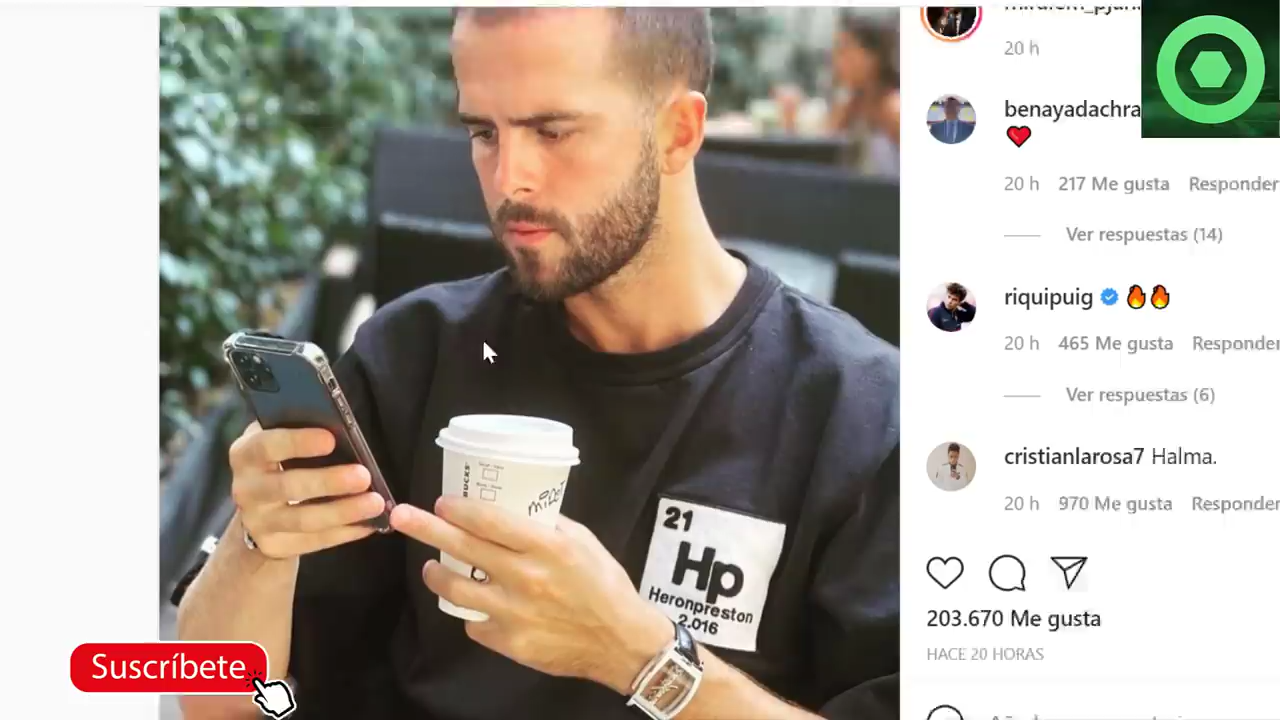 20 h
benayadachra
20 h 217 Me gusta Responder
Ver respuestas (14)
riquipuig
20 h 465 Me gusta Responder
Ver respuestas (6)
cristianlarosa7 Halma.
20 h 970 Me gusta Responder
203.670 Me gusta
HACE 20 HORAS
BUCKS
21
Hp
Heronpreston
2.016
Suscríbete